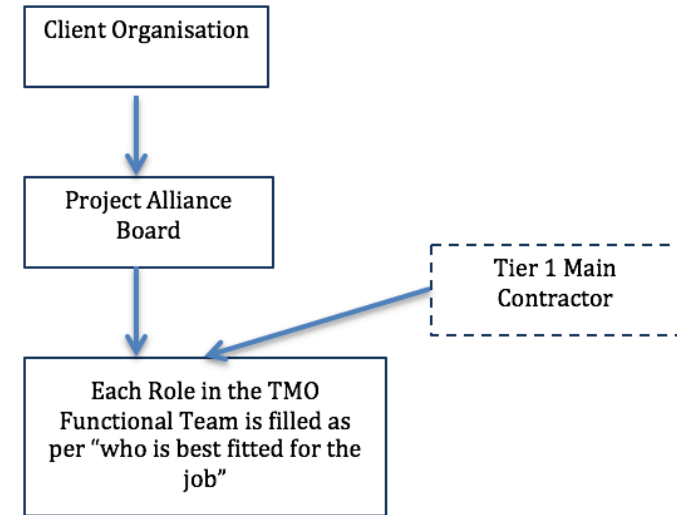 Client Organisation
Project Alliance
Board
Tier 1 Main
Contractor
Each Role in the TMO
Functional Team is filled as
per “who is best fitted for the
job”